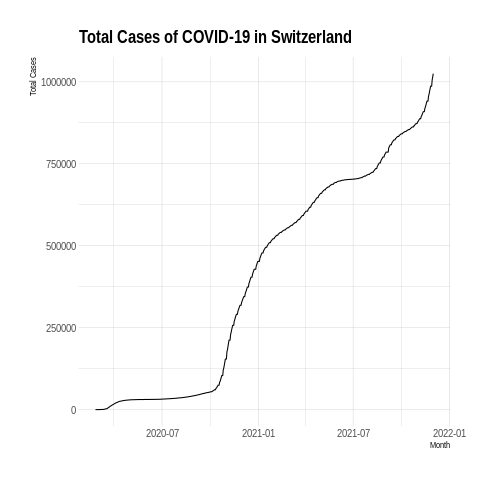 Total Cases of COVID-19 in Switzerland
Total Cases
1000000
750000
500000
250000
0
2020-07 2021-01 2021-07 2022-01
Month